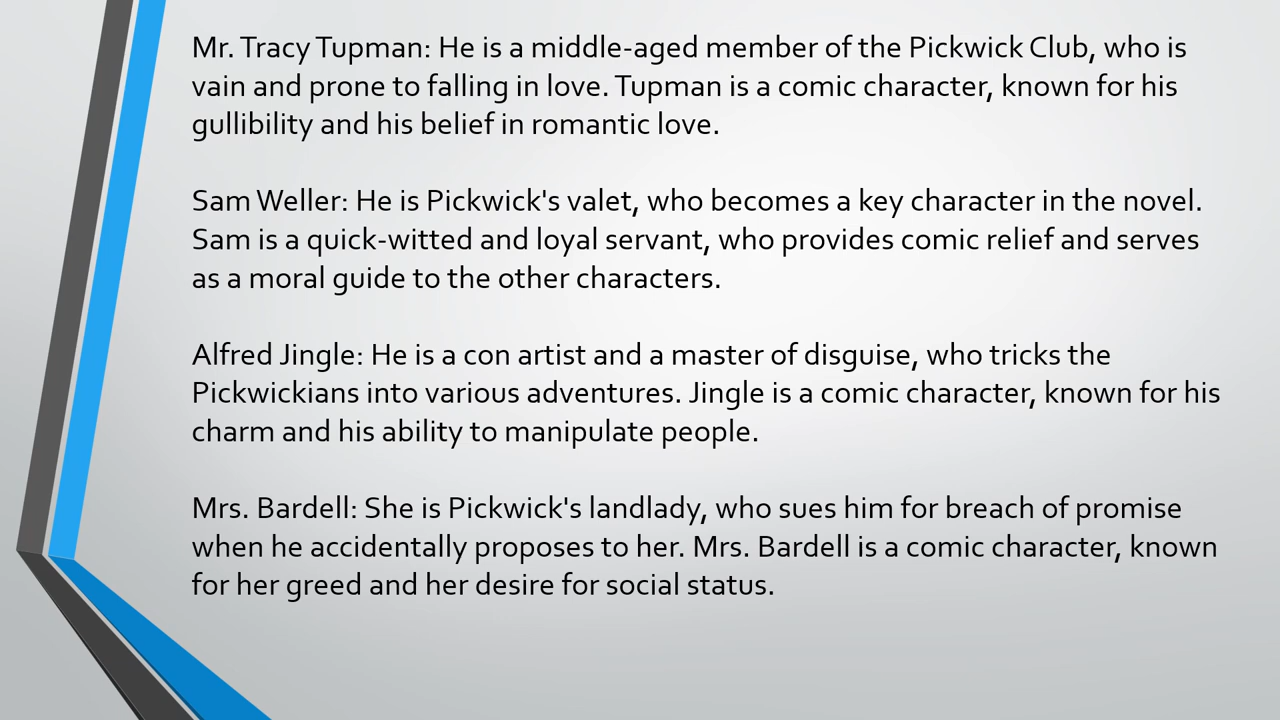 Mr. Tracy Tupman: He is a middle-aged member of the Pickwick Club, who is
vain and prone to falling in love. Tupman is a comic character, known for his
gullibility and his belief in romantic love.
Sam Weller: He is Pickwick's valet, who becomes a key character in the novel.
Sam is a quick-witted and loyal servant, who provides comic relief and serves
as a moral guide to the other characters.
Alfred Jingle: He is a con artist and a master of disguise, who tricks the
Pickwickians into various adventures. Jingle is a comic character, known for his
charm and his ability to manipulate people.
Mrs. Bardell: She is Pickwick's landlady, who sues him for breach of promise
when he accidentally proposes to her. Mrs. Bardell is a comic character, known
for her greed and her desire for social status.